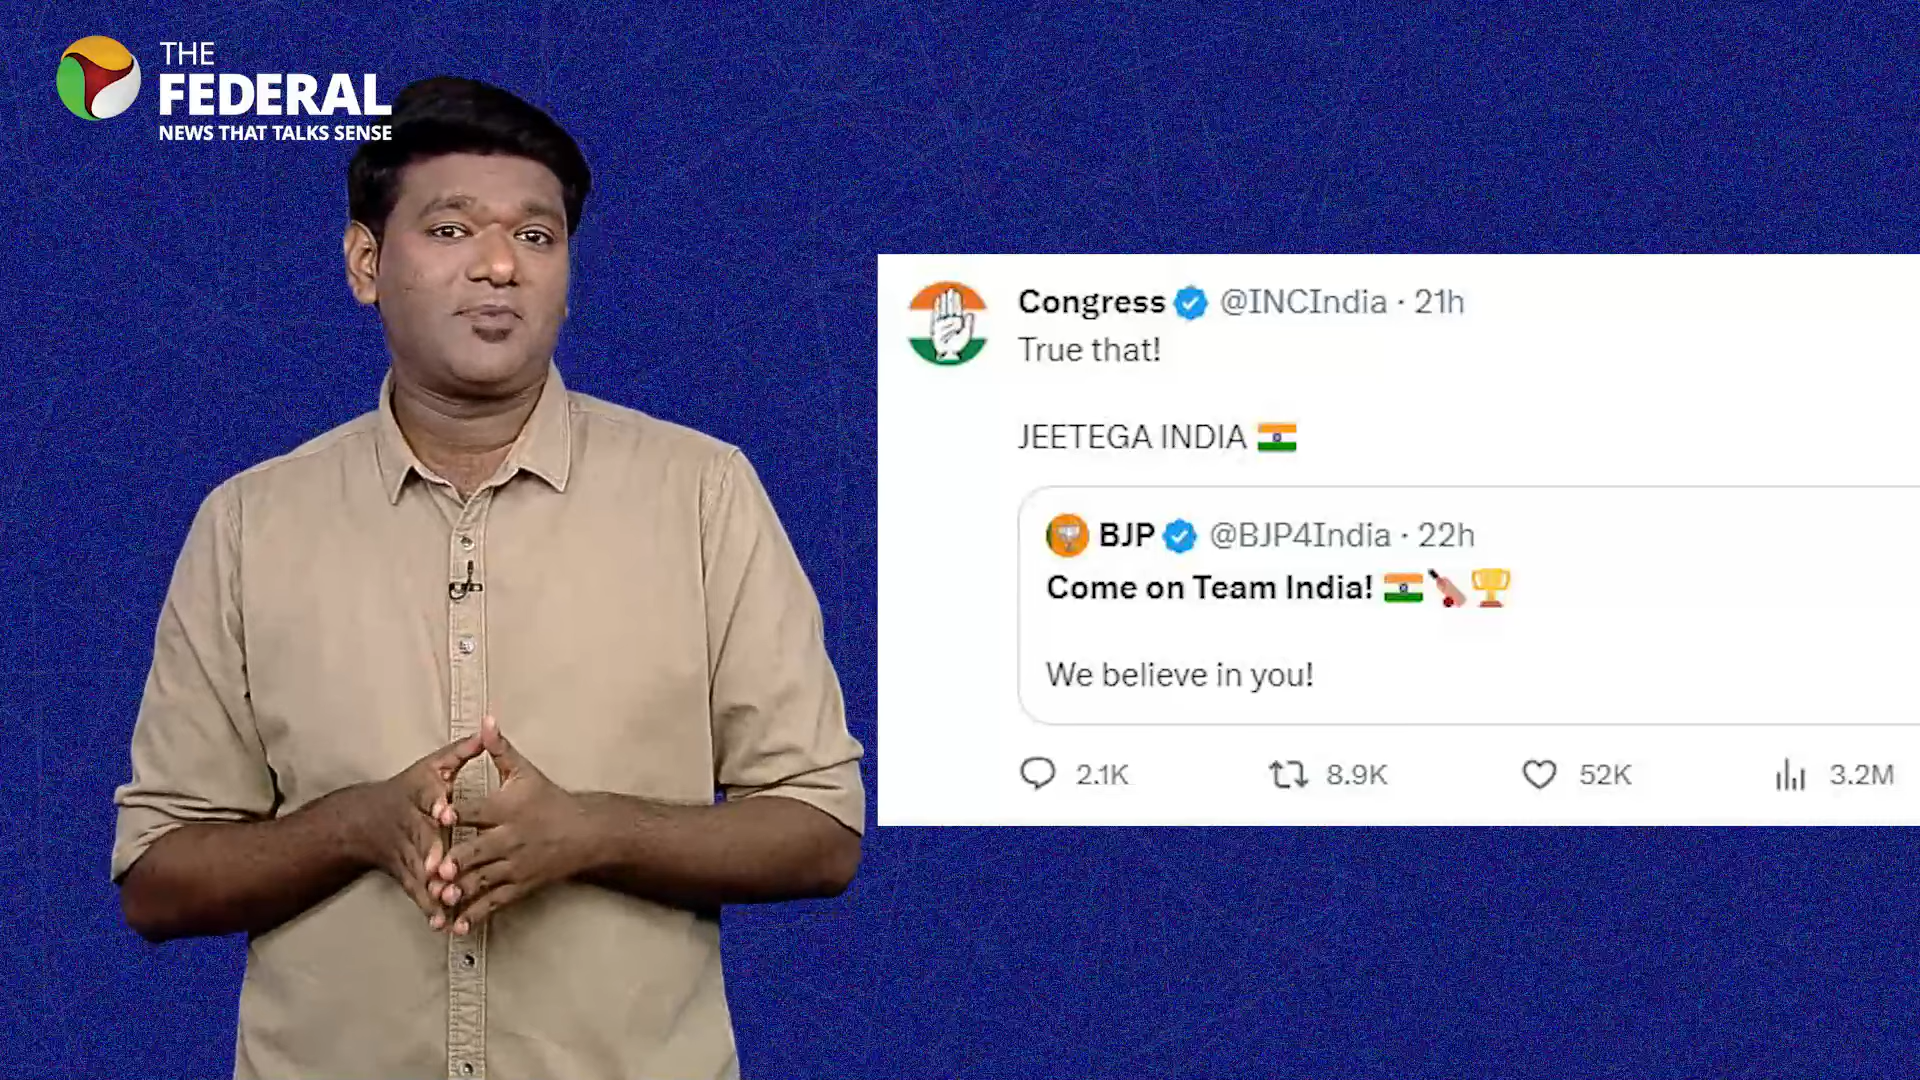 THE
FEDERAL
NEWS THAT TALKS SENSE
Congress @INCIndia · 21h
True that!
JEETEGA INDIA 🇮🇳
BJP @BJP4India · 22h
Come on Team India! 🇮🇳🏏🏆
We believe in you!
2.1K 8.9K 52K 3.2M